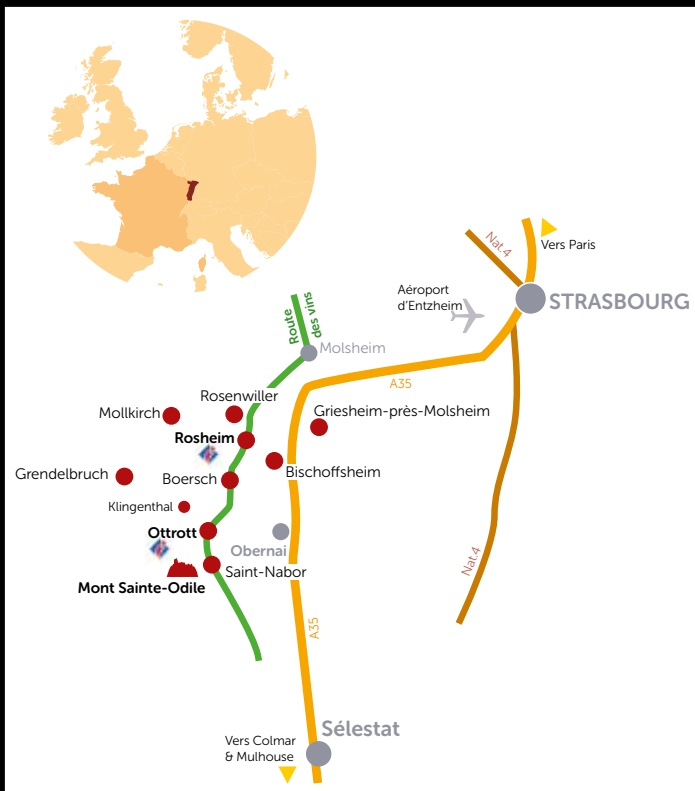 Nat.4
Vers Paris
Aéroport
d'Entzheim
STRASBOURG
Route
des vins
Molsheim
A35
Rosenwiller
Mollkirch
Griesheim-près-Molsheim
Rosheim
Grendelbruch
Boersch
Bischoffsheim
Klingenthal
Ottrott
Obernai
Saint-Nabor
Mont Sainte-Odile
Nat.4
A35
Sélestat
Vers Colmar
& Mulhouse